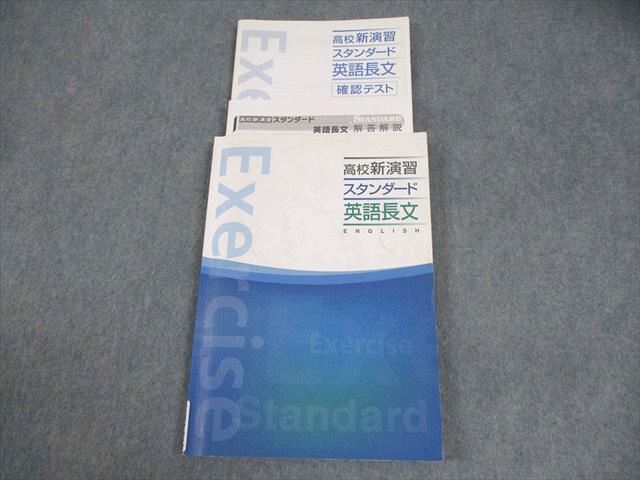 Exe
高校 新演習
スタンダード
英語長文
確認テスト
高校新演習スタンダード
STANDARD
英語長文 解答解説
Exercise
高校 新演習
スタンダード
英語長文
ENGLISH
Exercise
Standard